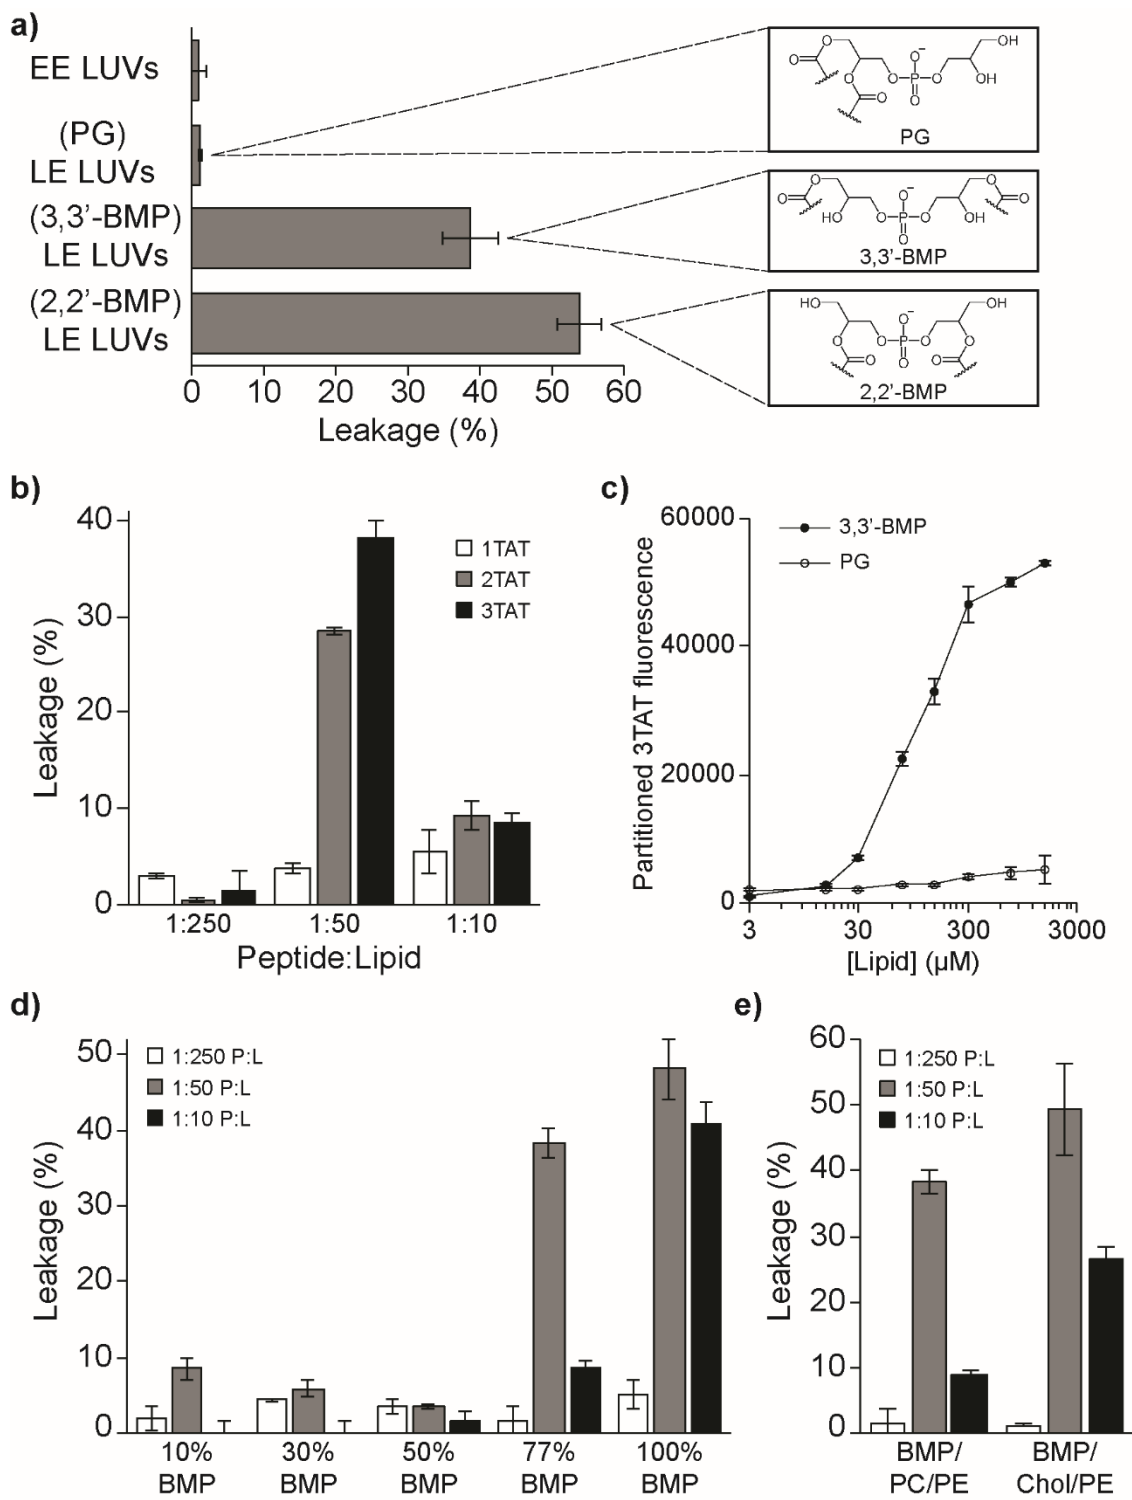 a)
EE LUVs
(PG)
LE LUVs
(3,3'-BMP)
LE LUVs
(2,2'-BMP)
LE LUVs
0 10 20 30 40 50 60
Leakage (%)
O O⁻ OH
O O O–P–O OH
O O
PG
O O⁻ O
O HO O–P–O OH O
O
3,3'-BMP
HO O⁻ OH
O O–P–O O
O O O
2,2'-BMP
b)
40
30
20
10
0
Leakage (%)
1TAT
2TAT
3TAT
1:250 1:50 1:10
Peptide:Lipid
c)
60000
40000
20000
0
Partitioned 3TAT fluorescence
3,3'-BMP
PG
3 30 300 3000
[Lipid] (µM)
d)
50
40
30
20
10
0
Leakage (%)
1:250 P:L
1:50 P:L
1:10 P:L
10% 30% 50% 77% 100%
BMP BMP BMP BMP BMP
e)
60
50
40
30
20
10
0
Leakage (%)
1:250 P:L
1:50 P:L
1:10 P:L
BMP/ BMP/
PC/PE Chol/PE